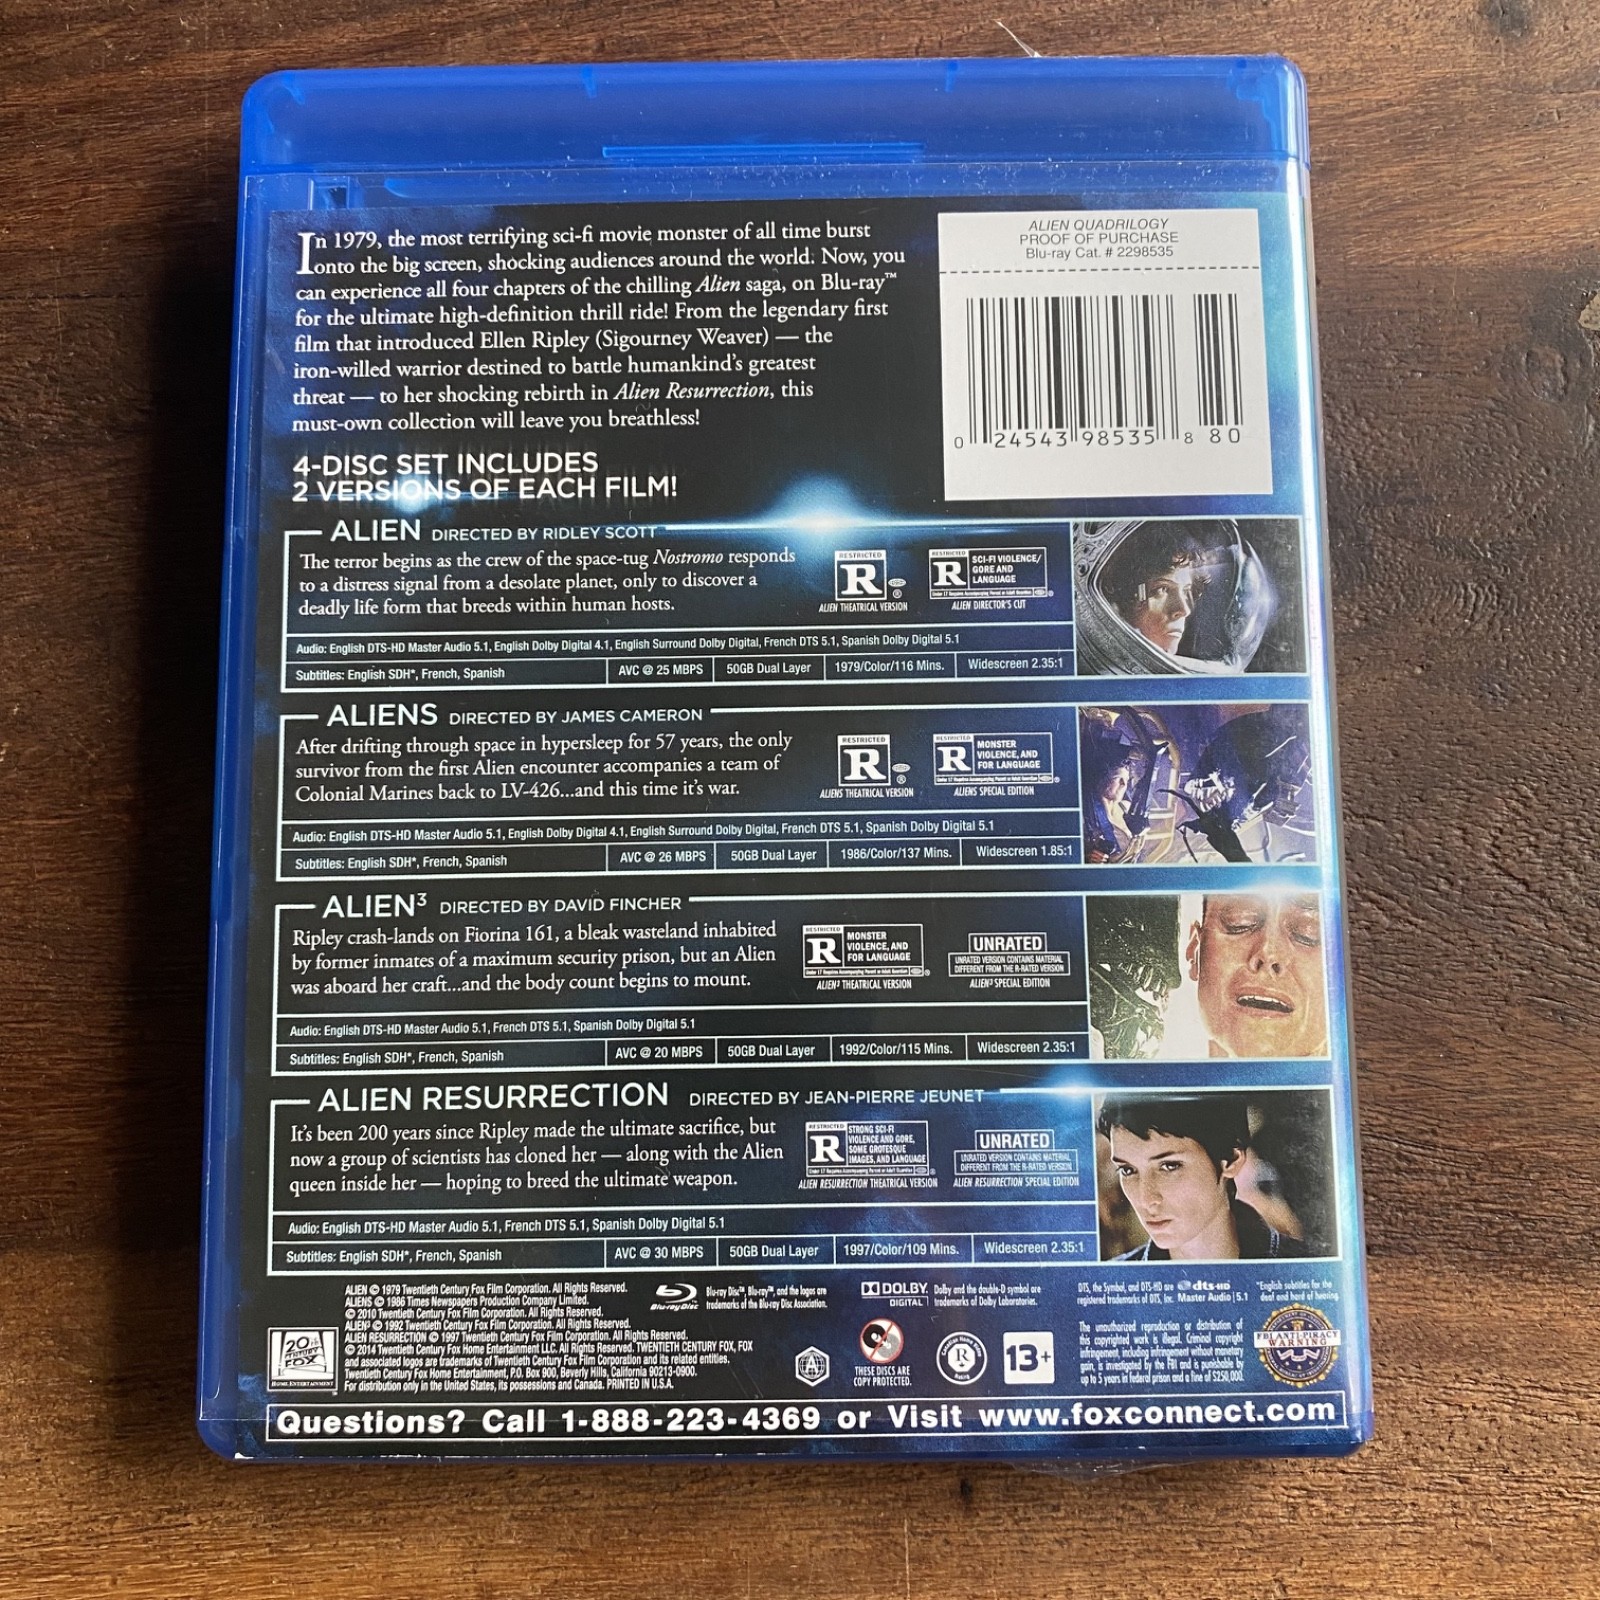 In 1979, the most terrifying sci-fi movie monster of all time burst
onto the big screen, shocking audiences around the world. Now, you
can experience all four chapters of the chilling Alien saga, on Blu-ray™
for the ultimate high-definition thrill ride! From the legendary first
film that introduced Ellen Ripley (Sigourney Weaver) — the
iron-willed warrior destined to battle humankind's greatest
threat — to her shocking rebirth in Alien Resurrection, this
must-own collection will leave you breathless!
ALIEN QUADRILOGY
PROOF OF PURCHASE
Blu-ray Cat. # 2298535
0 24543 98535 8 80
4-DISC SET INCLUDES
2 VERSIONS OF EACH FILM!
ALIEN DIRECTED BY RIDLEY SCOTT
The terror begins as the crew of the space-tug Nostromo responds
to a distress signal from a desolate planet, only to discover a
deadly life form that breeds within human hosts.
RESTRICTED
R
®
ALIEN THEATRICAL VERSION
RESTRICTED
R
SCI-FI VIOLENCE/
GORE AND
LANGUAGE
Under 17 Requires Accompanying Parent or Adult Guardian
ALIEN DIRECTOR'S CUT
Audio: English DTS-HD Master Audio 5.1, English Dolby Digital 4.1, English Surround Dolby Digital, French DTS 5.1, Spanish Dolby Digital 5.1
Subtitles: English SDH*, French, Spanish AVC @ 25 MBPS 50GB Dual Layer 1979/Color/116 Mins. Widescreen 2.35:1
ALIENS DIRECTED BY JAMES CAMERON
After drifting through space in hypersleep for 57 years, the only
survivor from the first Alien encounter accompanies a team of
Colonial Marines back to LV-426...and this time it's war.
RESTRICTED
R
®
ALIENS THEATRICAL VERSION
RESTRICTED
R
MONSTER
VIOLENCE, AND
FOR LANGUAGE
Under 17 Requires Accompanying Parent or Adult Guardian
ALIENS SPECIAL EDITION
Audio: English DTS-HD Master Audio 5.1, English Dolby Digital 4.1, English Surround Dolby Digital, French DTS 5.1, Spanish Dolby Digital 5.1
Subtitles: English SDH*, French, Spanish AVC @ 26 MBPS 50GB Dual Layer 1986/Color/137 Mins. Widescreen 1.85:1
ALIEN³ DIRECTED BY DAVID FINCHER
Ripley crash-lands on Fiorina 161, a bleak wasteland inhabited
by former inmates of a maximum security prison, but an Alien
was aboard her craft...and the body count begins to mount.
RESTRICTED
R
MONSTER
VIOLENCE, AND
FOR LANGUAGE
Under 17 Requires Accompanying Parent or Adult Guardian
ALIEN³ THEATRICAL VERSION
UNRATED
UNRATED VERSION CONTAINS MATERIAL
DIFFERENT FROM THE R-RATED VERSION
ALIEN³ SPECIAL EDITION
Audio: English DTS-HD Master Audio 5.1, French DTS 5.1, Spanish Dolby Digital 5.1
Subtitles: English SDH*, French, Spanish AVC @ 20 MBPS 50GB Dual Layer 1992/Color/115 Mins. Widescreen 2.35:1
ALIEN RESURRECTION DIRECTED BY JEAN-PIERRE JEUNET
It's been 200 years since Ripley made the ultimate sacrifice, but
now a group of scientists has cloned her — along with the Alien
queen inside her — hoping to breed the ultimate weapon.
RESTRICTED
R
STRONG SCI-FI
VIOLENCE AND GORE,
SOME GROTESQUE
IMAGES, AND LANGUAGE
Under 17 Requires Accompanying Parent or Adult Guardian
ALIEN RESURRECTION THEATRICAL VERSION
UNRATED
UNRATED VERSION CONTAINS MATERIAL
DIFFERENT FROM THE R-RATED VERSION
ALIEN RESURRECTION SPECIAL EDITION
Audio: English DTS-HD Master Audio 5.1, French DTS 5.1, Spanish Dolby Digital 5.1
Subtitles: English SDH*, French, Spanish AVC @ 30 MBPS 50GB Dual Layer 1997/Color/109 Mins. Widescreen 2.35:1
ALIEN © 1979 Twentieth Century Fox Film Corporation. All Rights Reserved.
ALIENS © 1986 Times Newspapers Production Company Limited.
© 2010 Twentieth Century Fox Film Corporation. All Rights Reserved.
ALIEN³ © 1992 Twentieth Century Fox Film Corporation. All Rights Reserved.
ALIEN RESURRECTION © 1997 Twentieth Century Fox Film Corporation. All Rights Reserved.
© 2014 Twentieth Century Fox Home Entertainment LLC. All Rights Reserved. TWENTIETH CENTURY FOX, FOX
and associated logos are trademarks of Twentieth Century Fox Film Corporation and its related entities.
Twentieth Century Fox Home Entertainment, P.O. Box 900, Beverly Hills, California 90213-0900.
For distribution only in the United States, its possessions and Canada. PRINTED IN U.S.A.
20th
CENTURY
FOX
HOME ENTERTAINMENT
Blu-ray Disc
Blu-ray Disc™, Blu-ray™, and the logos are
trademarks of the Blu-ray Disc Association.
DOLBY
DIGITAL
Dolby and the double-D symbol are
trademarks of Dolby Laboratories.
DTS, the Symbol, and DTS-HD are
registered trademarks of DTS, Inc.
dts-HD
Master Audio | 5.1
*English subtitles for the
deaf and hard of hearing.
A
THESE DISCS ARE
COPY PROTECTED.
R
13+
The unauthorized reproduction or distribution of
this copyrighted work is illegal. Criminal copyright
infringement, including infringement without monetary
gain, is investigated by the FBI and is punishable by
up to 5 years in federal prison and a fine of $250,000.
FBI ANTI-PIRACY
WARNING
Questions? Call 1-888-223-4369 or Visit www.foxconnect.com